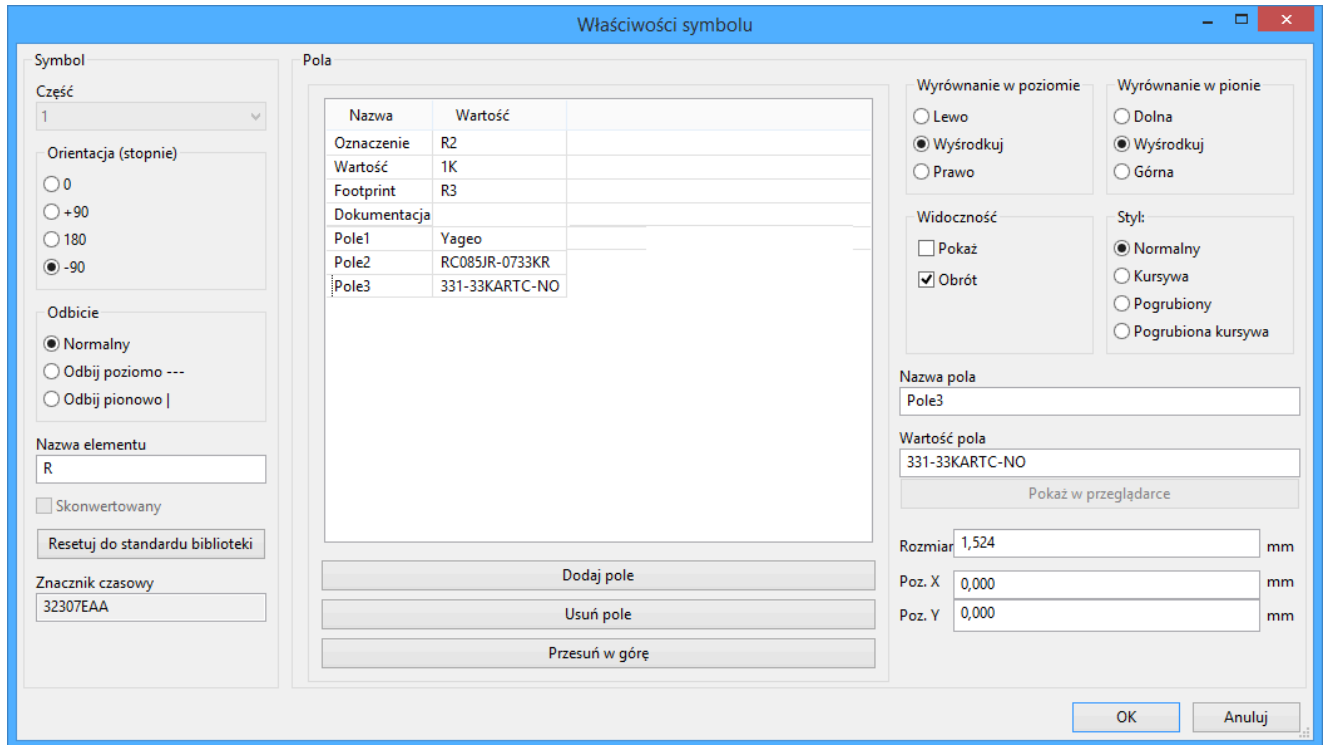 Właściwości symbolu
Symbol
Część
1
Orientacja (stopnie)
0
+90
180
-90
Odbicie
Normalny
Odbij poziomo ---
Odbij pionowo |
Nazwa elementu
R
Skonwertowany
Resetuj do standardu biblioteki
Znacznik czasowy
32307EAA
Pola
Nazwa Wartość
Oznaczenie R2
Wartość 1K
Footprint R3
Dokumentacja
Pole1 Yageo
Pole2 RC085JR-0733KR
Pole3 331-33KARTC-NO
Dodaj pole
Usuń pole
Przesuń w górę
Wyrównanie w poziomie
Lewo
Wyśrodkuj
Prawo
Wyrównanie w pionie
Dolna
Wyśrodkuj
Górna
Widoczność
Pokaż
Obrót
Styl:
Normalny
Kursywa
Pogrubiony
Pogrubiona kursywa
Nazwa pola
Pole3
Wartość pola
331-33KARTC-NO
Pokaż w przeglądarce
Rozmiar 1,524 mm
Poz. X 0,000 mm
Poz. Y 0,000 mm
OK Anuluj